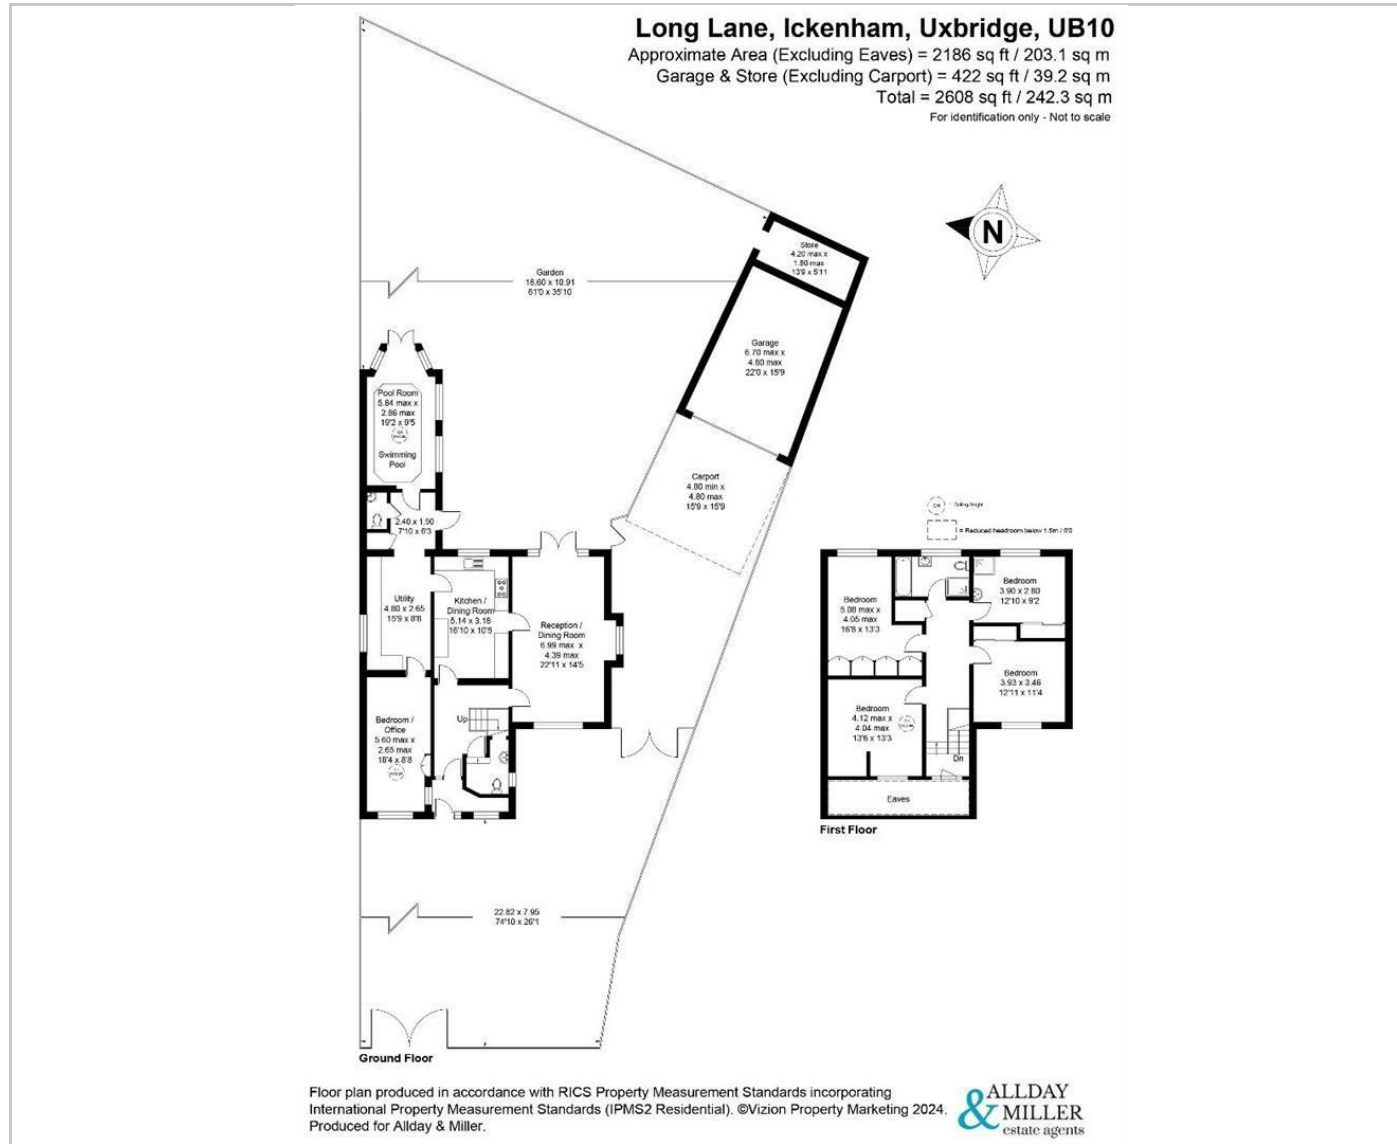 Long Lane, Ickenham, Uxbridge, UB10
Approximate Area (Excluding Eaves) = 2186 sq ft / 203.1 sq m
Garage & Store (Excluding Carport) = 422 sq ft / 39.2 sq m
Total = 2608 sq ft / 242.3 sq m
For identification only - Not to scale
N
Store
4.20 max x
1.80 max
13'9 x 5'11
Garden
18.60 x 10.91
61'0 x 35'10
Garage
6.70 max x
4.80 max
22'0 x 15'9
Pool Room
5.84 max x
2.86 max
19'2 x 9'5
Swimming
Pool
Carport
4.80 min x
4.80 max
15'9 x 15'9
2.40 x 1.90
7'10 x 6'3
Utility
4.80 x 2.65
15'9 x 8'8
Kitchen /
Dining Room
5.14 x 3.18
16'10 x 10'5
Reception /
Dining Room
6.99 max x
4.39 max
22'11 x 14'5
Up
Bedroom /
Office
5.60 max x
2.65 max
18'4 x 8'8
22.82 x 7.95
74'10 x 26'1
Ground Floor
= Reduced headroom below 1.5m / 5'0
Bedroom
5.08 max x
4.05 max
16'8 x 13'3
Bedroom
3.90 x 2.80
12'10 x 9'2
Bedroom
3.93 x 3.46
12'11 x 11'4
Bedroom
4.12 max x
4.04 max
13'6 x 13'3
Dn
Eaves
First Floor
Floor plan produced in accordance with RICS Property Measurement Standards incorporating
International Property Measurement Standards (IPMS2 Residential). ©Vizion Property Marketing 2024.
Produced for Allday & Miller.
ALLDAY
& MILLER
estate agents